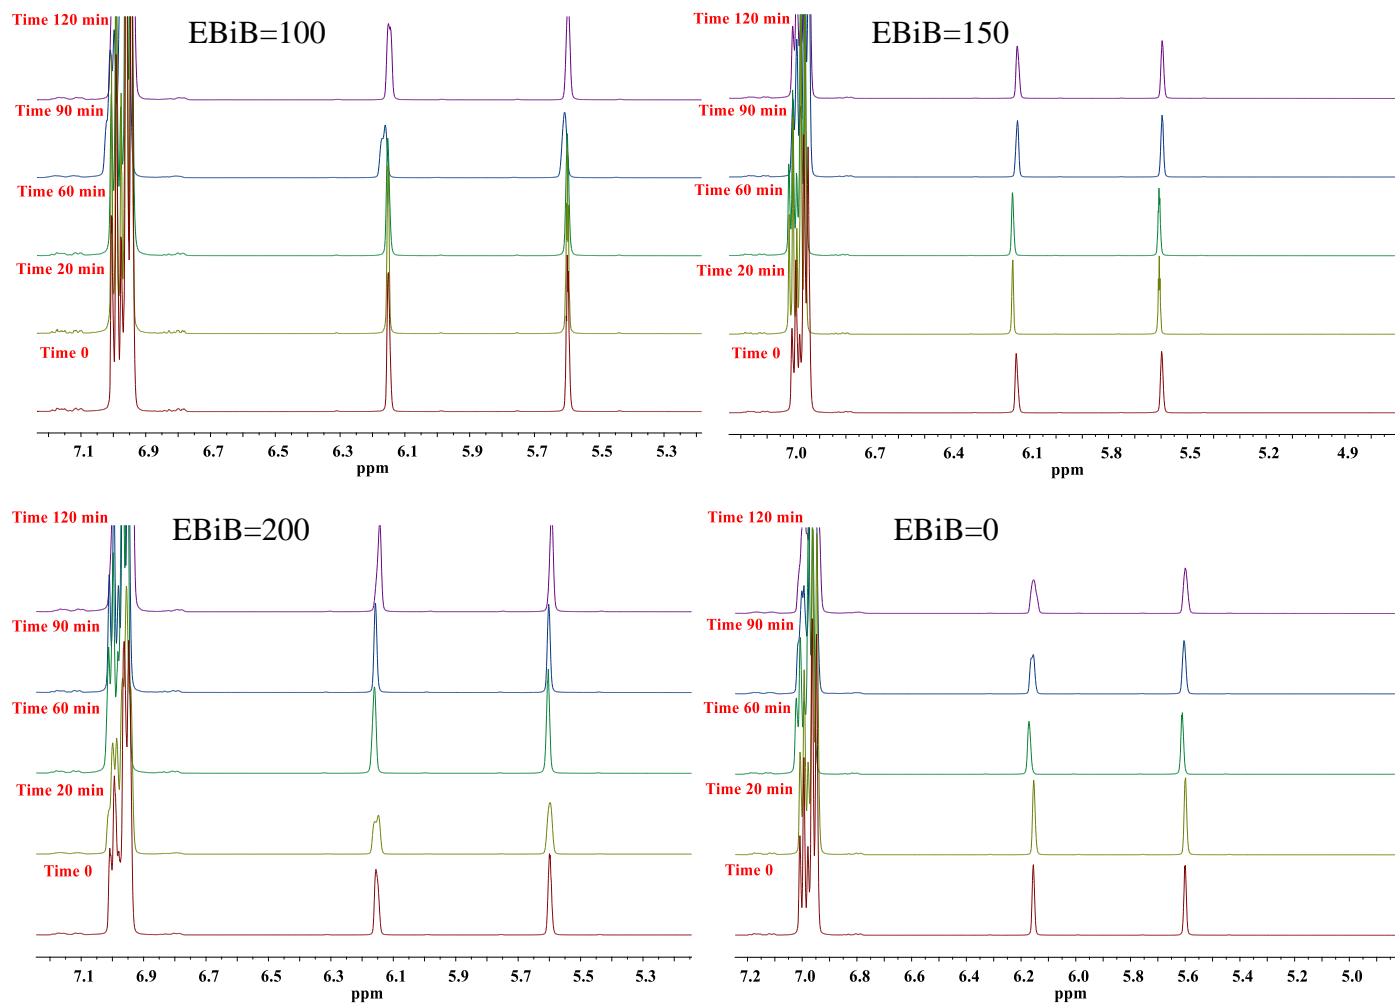 Time 120 min
EBiB=100
Time 90 min
Time 60 min
Time 20 min
Time 0
7.1 6.9 6.7 6.5 6.3 6.1 5.9 5.7 5.5 5.3
ppm
Time 120 min
EBiB=150
Time 90 min
Time 60 min
Time 20 min
Time 0
7.0 6.7 6.4 6.1 5.8 5.5 5.2 4.9
ppm
Time 120 min
EBiB=200
Time 90 min
Time 60 min
Time 20 min
Time 0
7.1 6.9 6.7 6.5 6.3 6.1 5.9 5.7 5.5 5.3
ppm
Time 120 min
EBiB=0
Time 90 min
Time 60 min
Time 20 min
Time 0
7.2 7.0 6.8 6.6 6.4 6.2 6.0 5.8 5.6 5.4 5.2 5.0
ppm